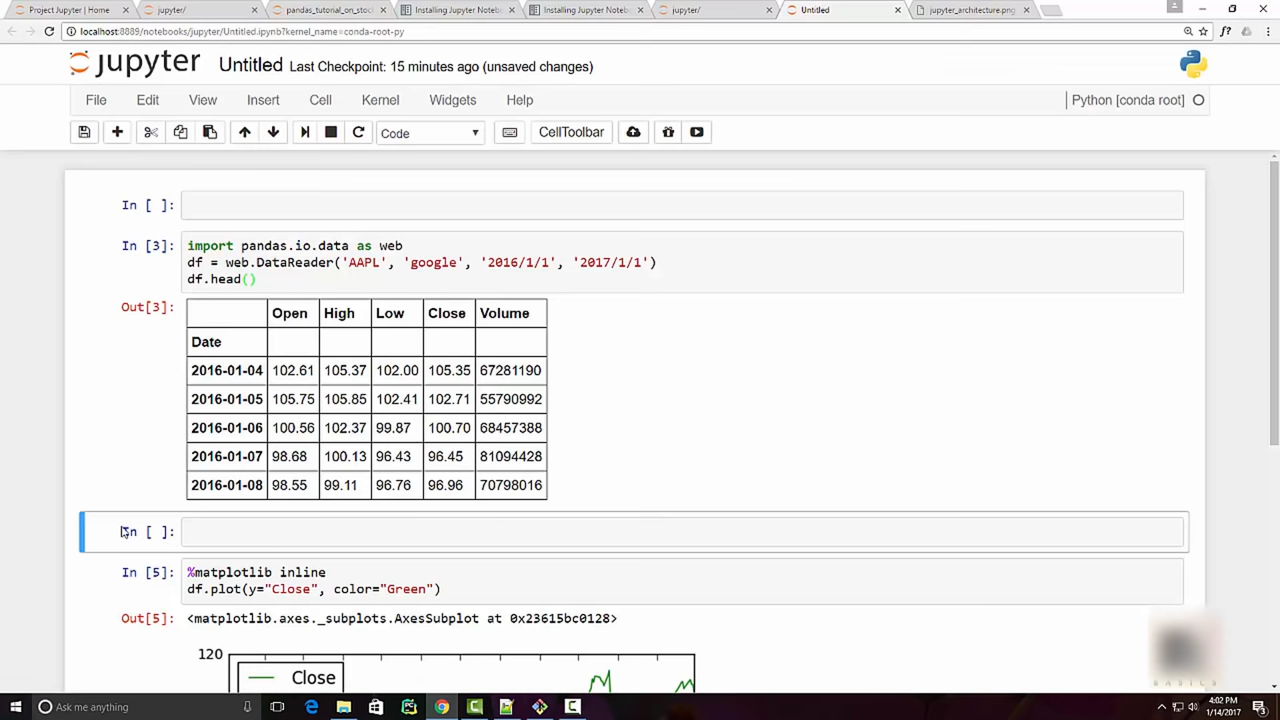 Project Jupyter | Home
jupyter/
pandas_tutorial_on_stock
Installing Jupyter Noteb
Installing Jupyter Noteb
jupyter/
Untitled
jupyter_architecture.png
localhost:8889/notebooks/jupyter/Untitled.ipynb?kernel_name=conda-root-py
jupyter Untitled Last Checkpoint: 15 minutes ago (unsaved changes)
File Edit View Insert Cell Kernel Widgets Help Python [conda root]
Code CellToolbar
In [ ]:
In [3]: import pandas.io.data as web
df = web.DataReader('AAPL', 'google', '2016/1/1', '2017/1/1')
df.head()
Out[3]:
Open High Low Close Volume
Date
2016-01-04 102.61 105.37 102.00 105.35 67281190
2016-01-05 105.75 105.85 102.41 102.71 55790992
2016-01-06 100.56 102.37 99.87 100.70 68457388
2016-01-07 98.68 100.13 96.43 96.45 81094428
2016-01-08 98.55 99.11 96.76 96.96 70798016
In [ ]:
In [5]: %matplotlib inline
df.plot(y="Close", color="Green")
Out[5]: <matplotlib.axes._subplots.AxesSubplot at 0x23615bc0128>
120
Close
BASICS
Ask me anything
4:02 PM
1/14/2017